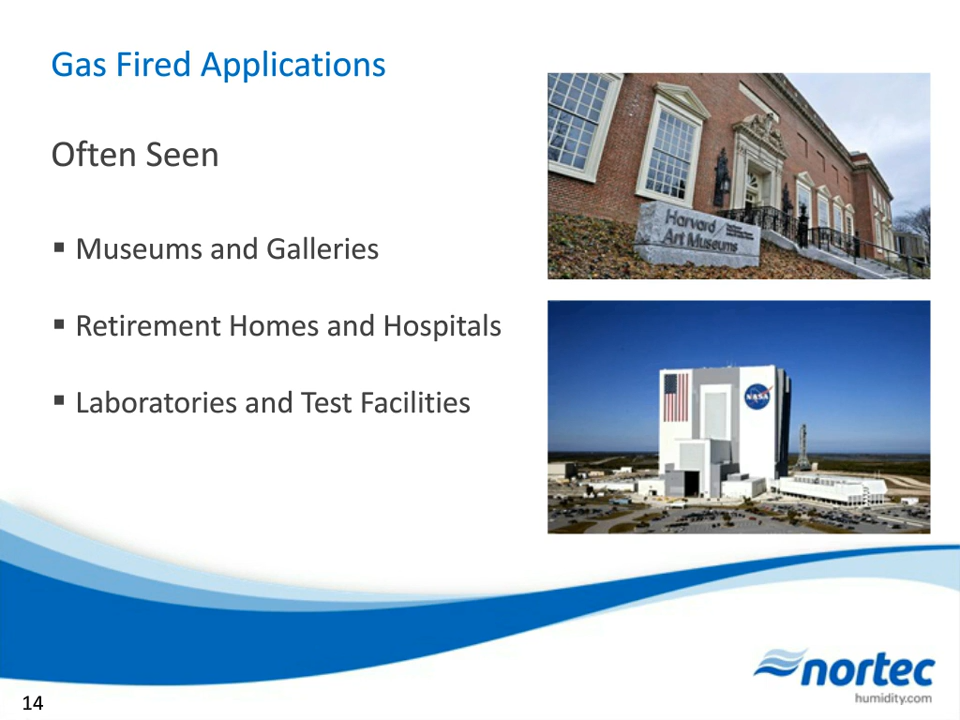 Gas Fired Applications
Often Seen
▪ Museums and Galleries
▪ Retirement Homes and Hospitals
▪ Laboratories and Test Facilities
Harvard
Art Museums
NASA
nortec
humidity.com
14